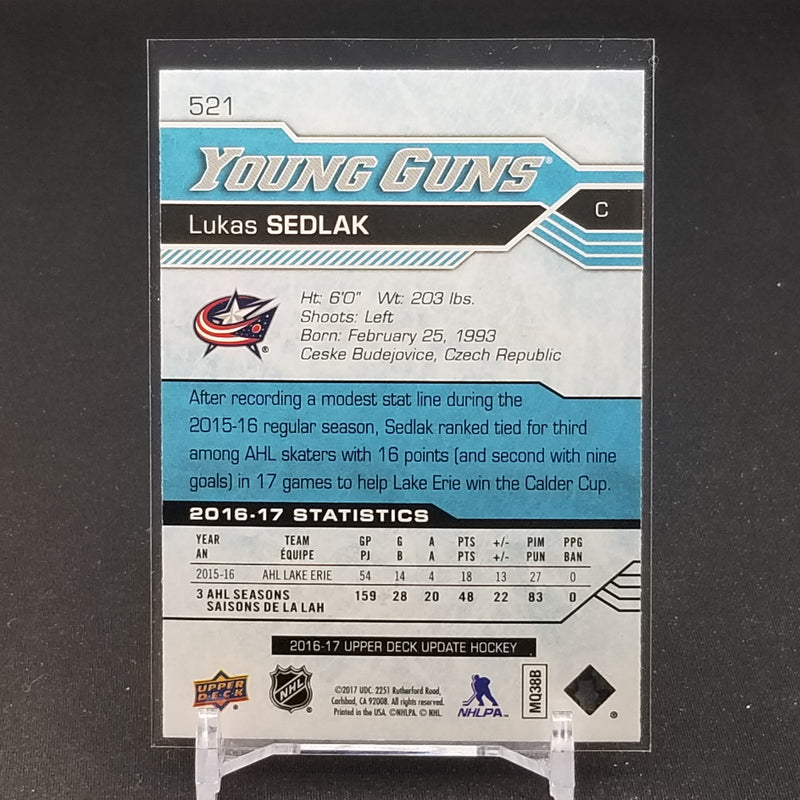 521
YOUNG GUNS®
Lukas SEDLAK
C
Ht: 6'0" Wt: 203 lbs.
Shoots: Left
Born: February 25, 1993
Ceske Budejovice, Czech Republic
®
After recording a modest stat line during the
2015-16 regular season, Sedlak ranked tied for third
among AHL skaters with 16 points (and second with nine
goals) in 17 games to help Lake Erie win the Calder Cup.
2016-17 STATISTICS
YEAR TEAM GP G A PTS +/- PIM PPG
AN ÉQUIPE PJ B A PTS +/- PUN BAN
2015-16 AHL LAKE ERIE 54 14 4 18 13 27 0
3 AHL SEASONS 159 28 20 48 22 83 0
SAISONS DE LA LAH
2016-17 UPPER DECK UPDATE HOCKEY
UPPER DECK
NHL
®
©2017 UDC. 2251 Rutherford Road,
Carlsbad, CA 92008. All rights reserved.
Printed in the USA. ©NHLPA. © NHL.
NHLPA™
MQ38B
®